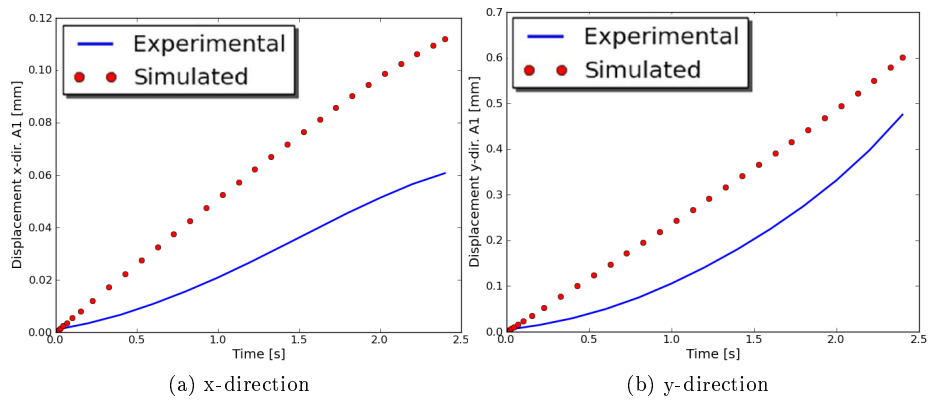 Experimental
Simulated
Displacement x-dir. A1 [mm]
0.12
0.10
0.08
0.06
0.04
0.02
0.00
0.0
0.5
1.0
1.5
2.0
2.5
Time [s]
(a) x-direction
Experimental
Simulated
Displacement y-dir. A1 [mm]
0.7
0.6
0.5
0.4
0.3
0.2
0.1
0.0
0.0
0.5
1.0
1.5
2.0
2.5
Time [s]
(b) y-direction